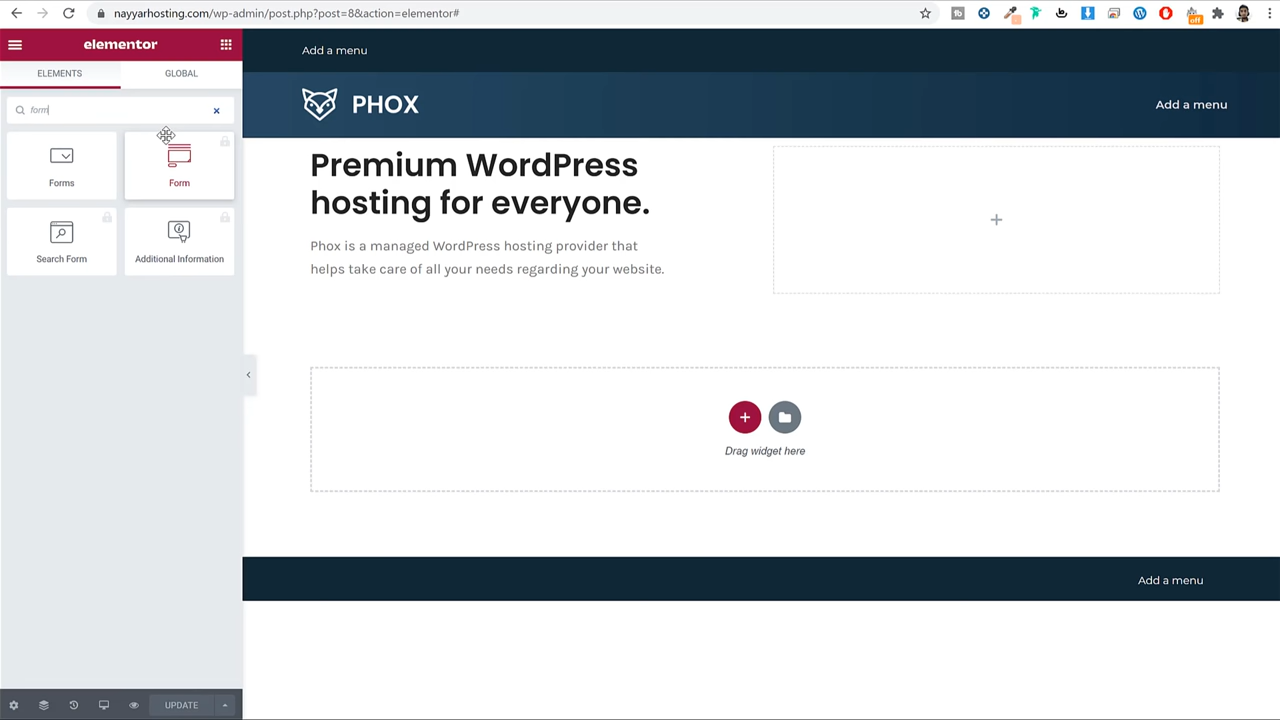 nayyarhosting.com/wp-admin/post.php?post=8&action=elementor#
off
elementor
ELEMENTS
GLOBAL
form
Forms
Form
Search Form
Additional Information
UPDATE
Add a menu
PHOX
Add a menu
Premium WordPress
hosting for everyone.
Phox is a managed WordPress hosting provider that
helps take care of all your needs regarding your website.
Drag widget here
Add a menu